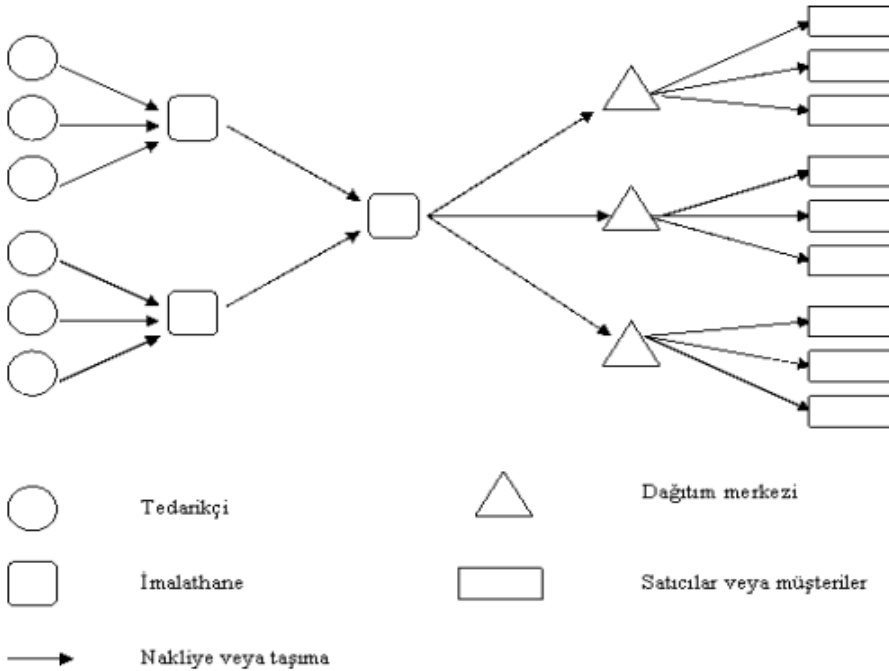 Tedarikçi
Dağıtım merkezi
İmalathane
Satıcılar veya müşteriler
Nakliye veya taşıma